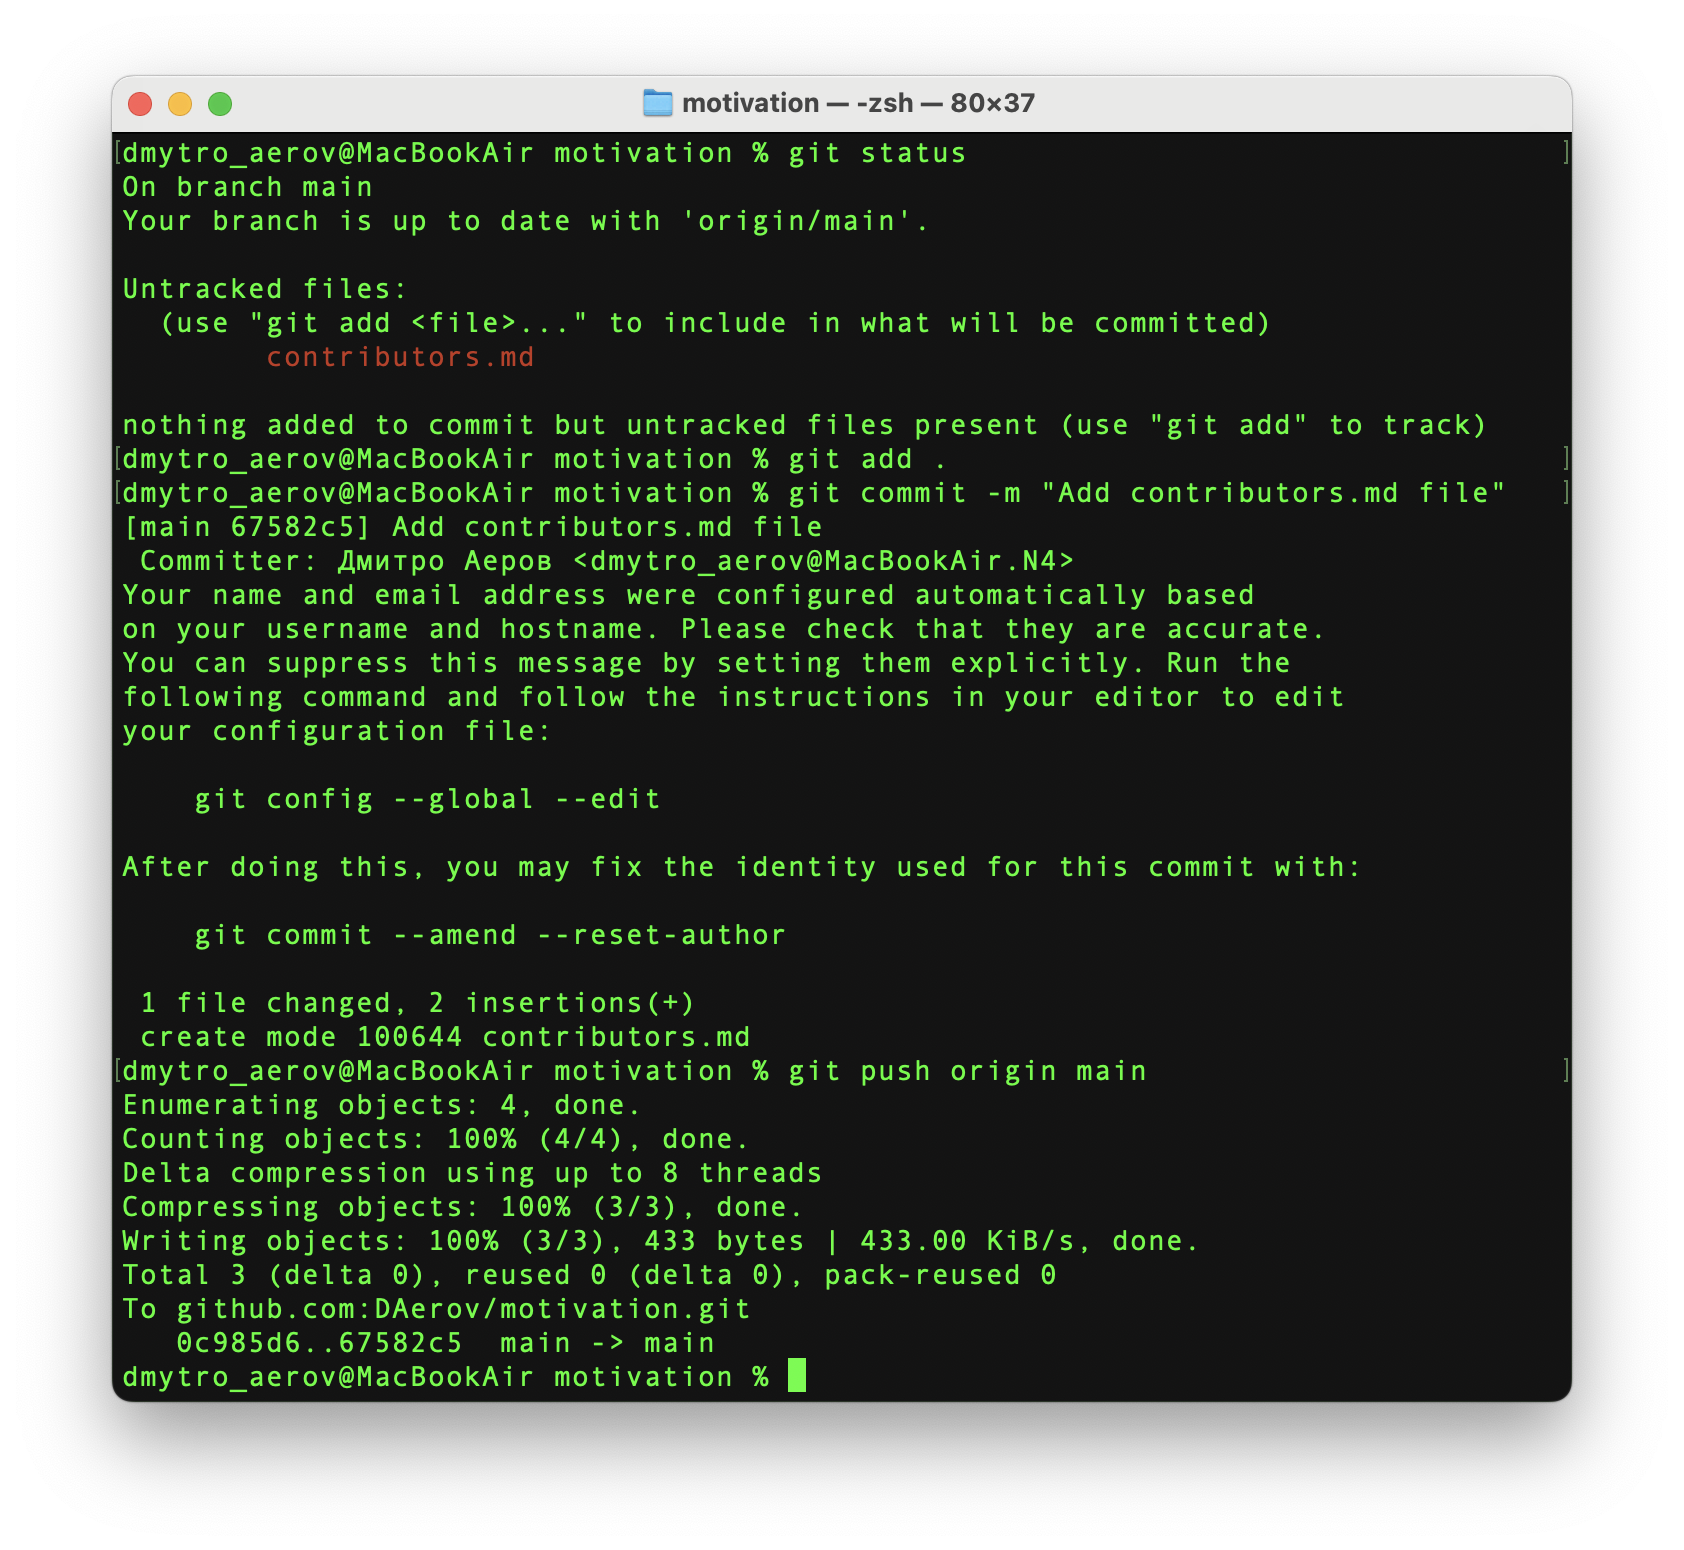 motivation — -zsh — 80×37
[dmytro_aerov@MacBookAir motivation % git status ]
On branch main
Your branch is up to date with 'origin/main'.
Untracked files:
  (use "git add <file>..." to include in what will be committed)
        contributors.md
nothing added to commit but untracked files present (use "git add" to track)
[dmytro_aerov@MacBookAir motivation % git add . ]
[dmytro_aerov@MacBookAir motivation % git commit -m "Add contributors.md file" ]
[main 67582c5] Add contributors.md file
 Committer: Дмитро Аеров <dmytro_aerov@MacBookAir.N4>
Your name and email address were configured automatically based
on your username and hostname. Please check that they are accurate.
You can suppress this message by setting them explicitly. Run the
following command and follow the instructions in your editor to edit
your configuration file:
    git config --global --edit
After doing this, you may fix the identity used for this commit with:
    git commit --amend --reset-author
 1 file changed, 2 insertions(+)
 create mode 100644 contributors.md
[dmytro_aerov@MacBookAir motivation % git push origin main ]
Enumerating objects: 4, done.
Counting objects: 100% (4/4), done.
Delta compression using up to 8 threads
Compressing objects: 100% (3/3), done.
Writing objects: 100% (3/3), 433 bytes | 433.00 KiB/s, done.
Total 3 (delta 0), reused 0 (delta 0), pack-reused 0
To github.com:DAerov/motivation.git
   0c985d6..67582c5  main -> main
dmytro_aerov@MacBookAir motivation %